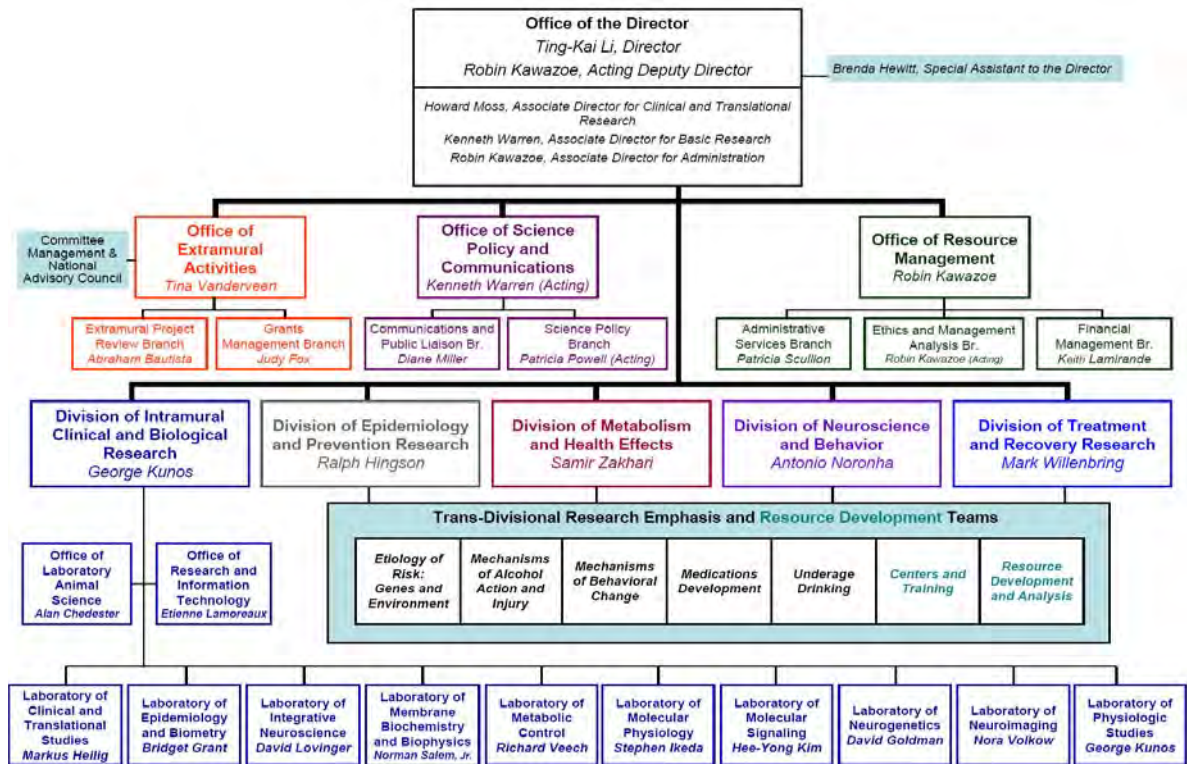 Office of the Director
Ting-Kai Li, Director
Robin Kawazoe, Acting Deputy Director
Brenda Hewitt, Special Assistant to the Director
Howard Moss, Associate Director for Clinical and Translational
Research
Kenneth Warren, Associate Director for Basic Research
Robin Kawazoe, Associate Director for Administration
Committee
Management &
National
Advisory Council
Office of
Extramural
Activities
Tina Vanderveen
Office of Science
Policy and
Communications
Kenneth Warren (Acting)
Office of Resource
Management
Robin Kawazoe
Extramural Project
Review Branch
Abraham Bautista
Grants
Management Branch
Judy Fox
Communications and
Public Liaison Br.
Diane Miller
Science Policy
Branch
Patricia Powell (Acting)
Administrative
Services Branch
Patricia Scullion
Ethics and Management
Analysis Br.
Robin Kawazoe (Acting)
Financial
Management Br.
Keith Lamirande
Division of Intramural
Clinical and Biological
Research
George Kunos
Division of Epidemiology
and Prevention Research
Ralph Hingson
Division of Metabolism
and Health Effects
Samir Zakhari
Division of Neuroscience
and Behavior
Antonio Noronha
Division of Treatment
and Recovery Research
Mark Willenbring
Trans-Divisional Research Emphasis and Resource Development Teams
Etiology of
Risk:
Genes and
Environment
Mechanisms
of Alcohol
Action and
Injury
Mechanisms
of Behavioral
Change
Medications
Development
Underage
Drinking
Centers and
Training
Resource
Development
and Analysis
Office of
Laboratory
Animal
Science
Alan Chedester
Office of
Research and
Information
Technology
Etienne Lamoreaux
Laboratory of
Clinical and
Translational
Studies
Markus Heilig
Laboratory of
Epidemiology
and Biometry
Bridget Grant
Laboratory of
Integrative
Neuroscience
David Lovinger
Laboratory of
Membrane
Biochemistry
and Biophysics
Norman Salem, Jr.
Laboratory of
Metabolic
Control
Richard Veech
Laboratory of
Molecular
Physiology
Stephen Ikeda
Laboratory of
Molecular
Signaling
Hee-Yong Kim
Laboratory of
Neurogenetics
David Goldman
Laboratory of
Neuroimaging
Nora Volkow
Laboratory of
Physiologic
Studies
George Kunos